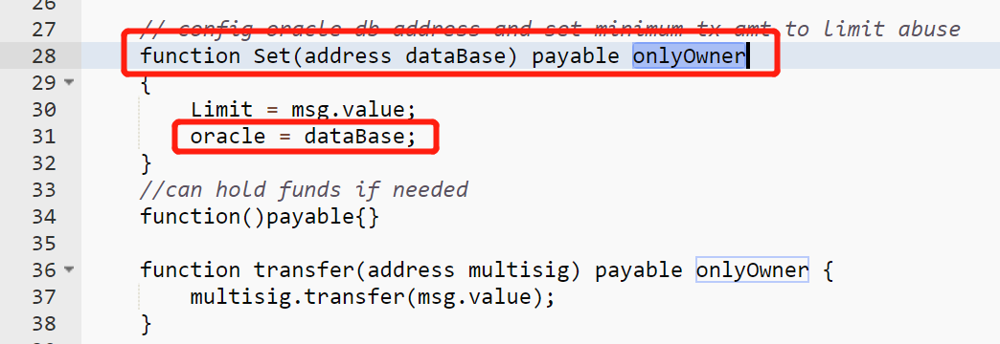 26
27 // config oracle db address and set minimum tx amt to limit abuse
28 function Set(address dataBase) payable onlyOwner
29 {
30 Limit = msg.value;
31 oracle = dataBase;
32 }
33 //can hold funds if needed
34 function()payable{}
35
36 function transfer(address multisig) payable onlyOwner {
37 multisig.transfer(msg.value);
38 }